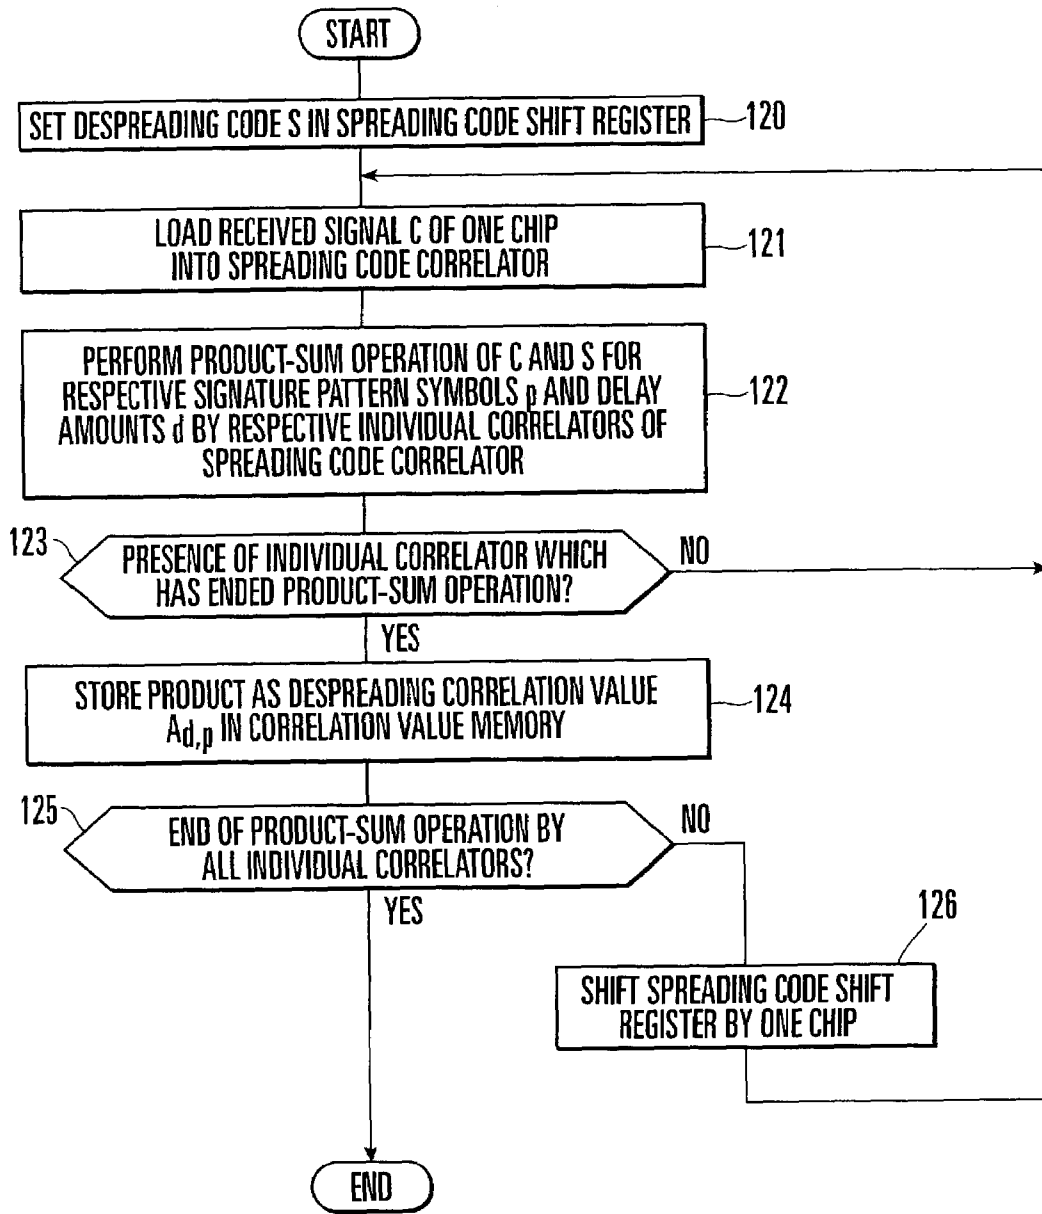 START
SET DESPREADING CODE S IN SPREADING CODE SHIFT REGISTER
120
LOAD RECEIVED SIGNAL C OF ONE CHIP
INTO SPREADING CODE CORRELATOR
121
PERFORM PRODUCT-SUM OPERATION OF C AND S FOR
RESPECTIVE SIGNATURE PATTERN SYMBOLS p AND DELAY
AMOUNTS d BY RESPECTIVE INDIVIDUAL CORRELATORS OF
SPREADING CODE CORRELATOR
122
123
PRESENCE OF INDIVIDUAL CORRELATOR WHICH
HAS ENDED PRODUCT-SUM OPERATION?
NO
YES
STORE PRODUCT AS DESPREADING CORRELATION VALUE
Ad,p IN CORRELATION VALUE MEMORY
124
125
END OF PRODUCT-SUM OPERATION BY
ALL INDIVIDUAL CORRELATORS?
NO
YES
126
SHIFT SPREADING CODE SHIFT
REGISTER BY ONE CHIP
END